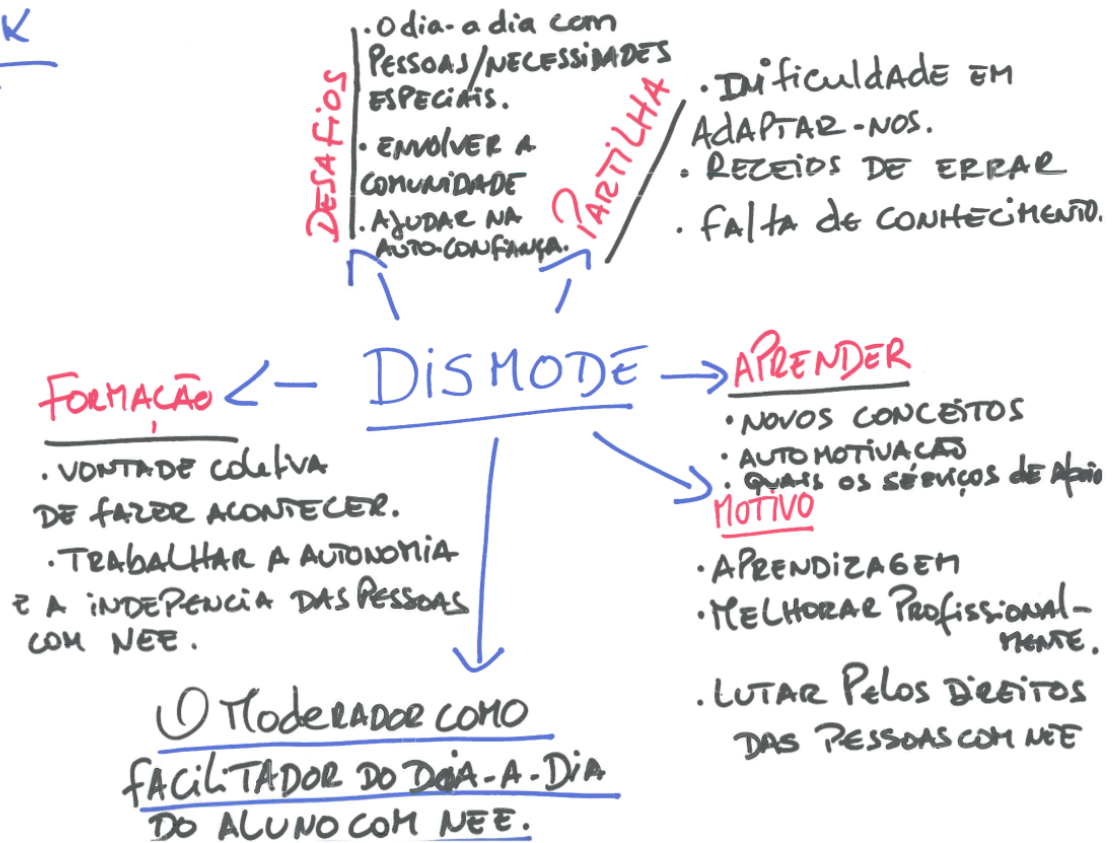 K
DESAFIOS
· O dia-a dia com
PESSOAS/NECESSIDADES
ESPECIAIS.
· ENVOLVER A
COMUNIDADE
· AJUDAR NA
AUTO-CONFIANÇA.
PARTILHA
· Dificuldade EM
ADAPTAR-NOS.
· RECEIOS DE ERRAR
· falta de CONHECIMENTO.
DISMODE
APRENDER
· NOVOS CONCEITOS
· AUTO MOTIVAÇÃO
· QUAIS OS SERVIÇOS DE Apoio
MOTIVO
· APRENDIZAGEM
· MELHORAR Profissional-
MENTE.
· LUTAR Pelos DIREITOS
DAS PESSOAS COM NEE
FORMAÇÃO
· VONTADE coletiva
DE FAZER ACONTECER.
· TRABALHAR A AUTONOMIA
E A INDEPENCIA DAS PESSOAS
COM NEE.
O Moderador COMO
FACILITADOR DO DIA-A-DIA
DO ALUNO COM NEE.